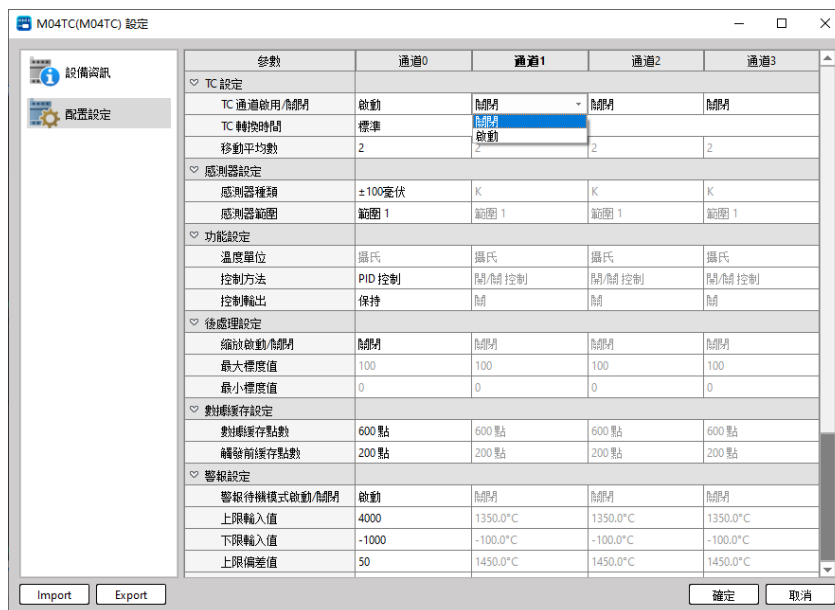 M04TC(M04TC) 設定
設備資訊
配置設定
參數 通道0 通道1 通道2 通道3
TC 設定
TC 通道啟用/關閉 啟動 關閉 關閉 關閉
關閉
啟動
TC 轉換時間 標準
移動平均數 2 2 2 2
感測器設定
感測器種類 ±100毫伏 K K K
感測器範圍 範圍 1 範圍 1 範圍 1 範圍 1
功能設定
溫度單位 攝氏 攝氏 攝氏 攝氏
控制方法 PID 控制 開/關 控制 開/關 控制 開/關 控制
控制輸出 保持 關 關 關
後處理設定
縮放啟動/關閉 關閉 關閉 關閉 關閉
最大標度值 100 100 100 100
最小標度值 0 0 0 0
數據緩存設定
數據緩存點數 600 點 600 點 600 點 600 點
觸發前緩存點數 200 點 200 點 200 點 200 點
警報設定
警報待機模式啟動/關閉 啟動 關閉 關閉 關閉
上限輸入值 4000 1350.0°C 1350.0°C 1350.0°C
下限輸入值 -1000 -100.0°C -100.0°C -100.0°C
上限偏差值 50 1450.0°C 1450.0°C 1450.0°C
Import Export 確定 取消